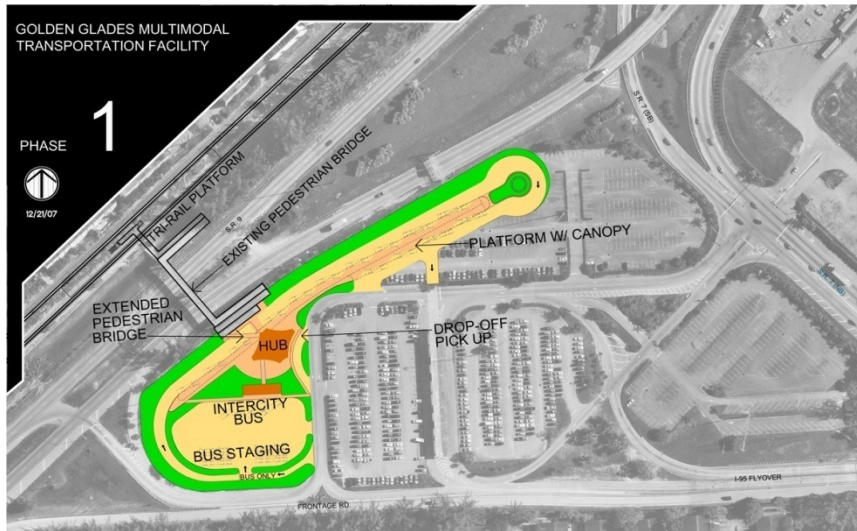 GOLDEN GLADES MULTIMODAL
TRANSPORTATION FACILITY
PHASE 1
12/21/07
TRI-RAIL PLATFORM
S.R. 9
EXISTING PEDESTRIAN BRIDGE
S.R. 7 (SB)
PLATFORM W/ CANOPY
EXTENDED
PEDESTRIAN
BRIDGE
HUB
DROP-OFF
PICK UP
INTERCITY
BUS
BUS STAGING
BUS ONLY
I-95 FLYOVER
FRONTAGE RD.